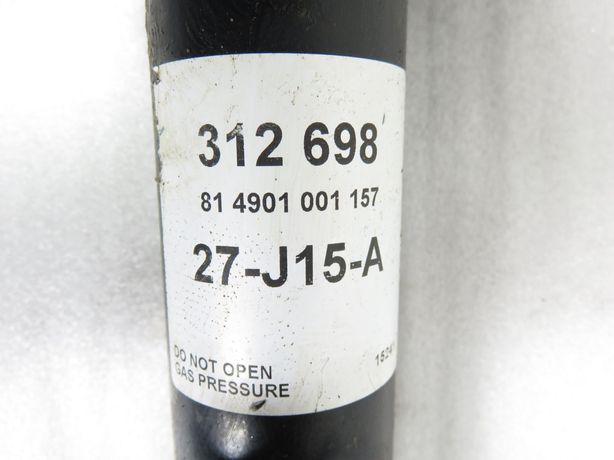 312 698
81 4901 001 157
27-J15-A
DO NOT OPEN
GAS PRESSURE